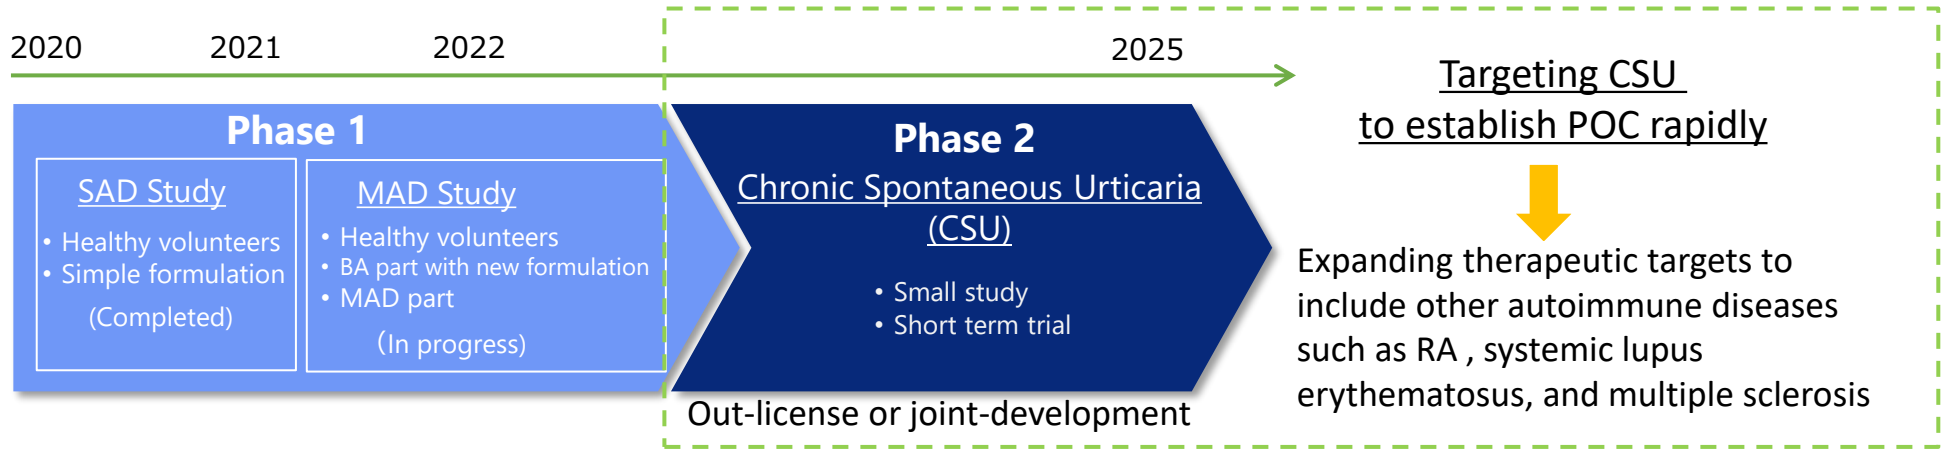 2020 2021 2022 2025
Phase 1
SAD Study
• Healthy volunteers
• Simple formulation
(Completed)
MAD Study
• Healthy volunteers
• BA part with new formulation
• MAD part
(In progress)
Phase 2
Chronic Spontaneous Urticaria
(CSU)
• Small study
• Short term trial
Out-license or joint-development
Targeting CSU
to establish POC rapidly
Expanding therapeutic targets to
include other autoimmune diseases
such as RA , systemic lupus
erythematosus, and multiple sclerosis